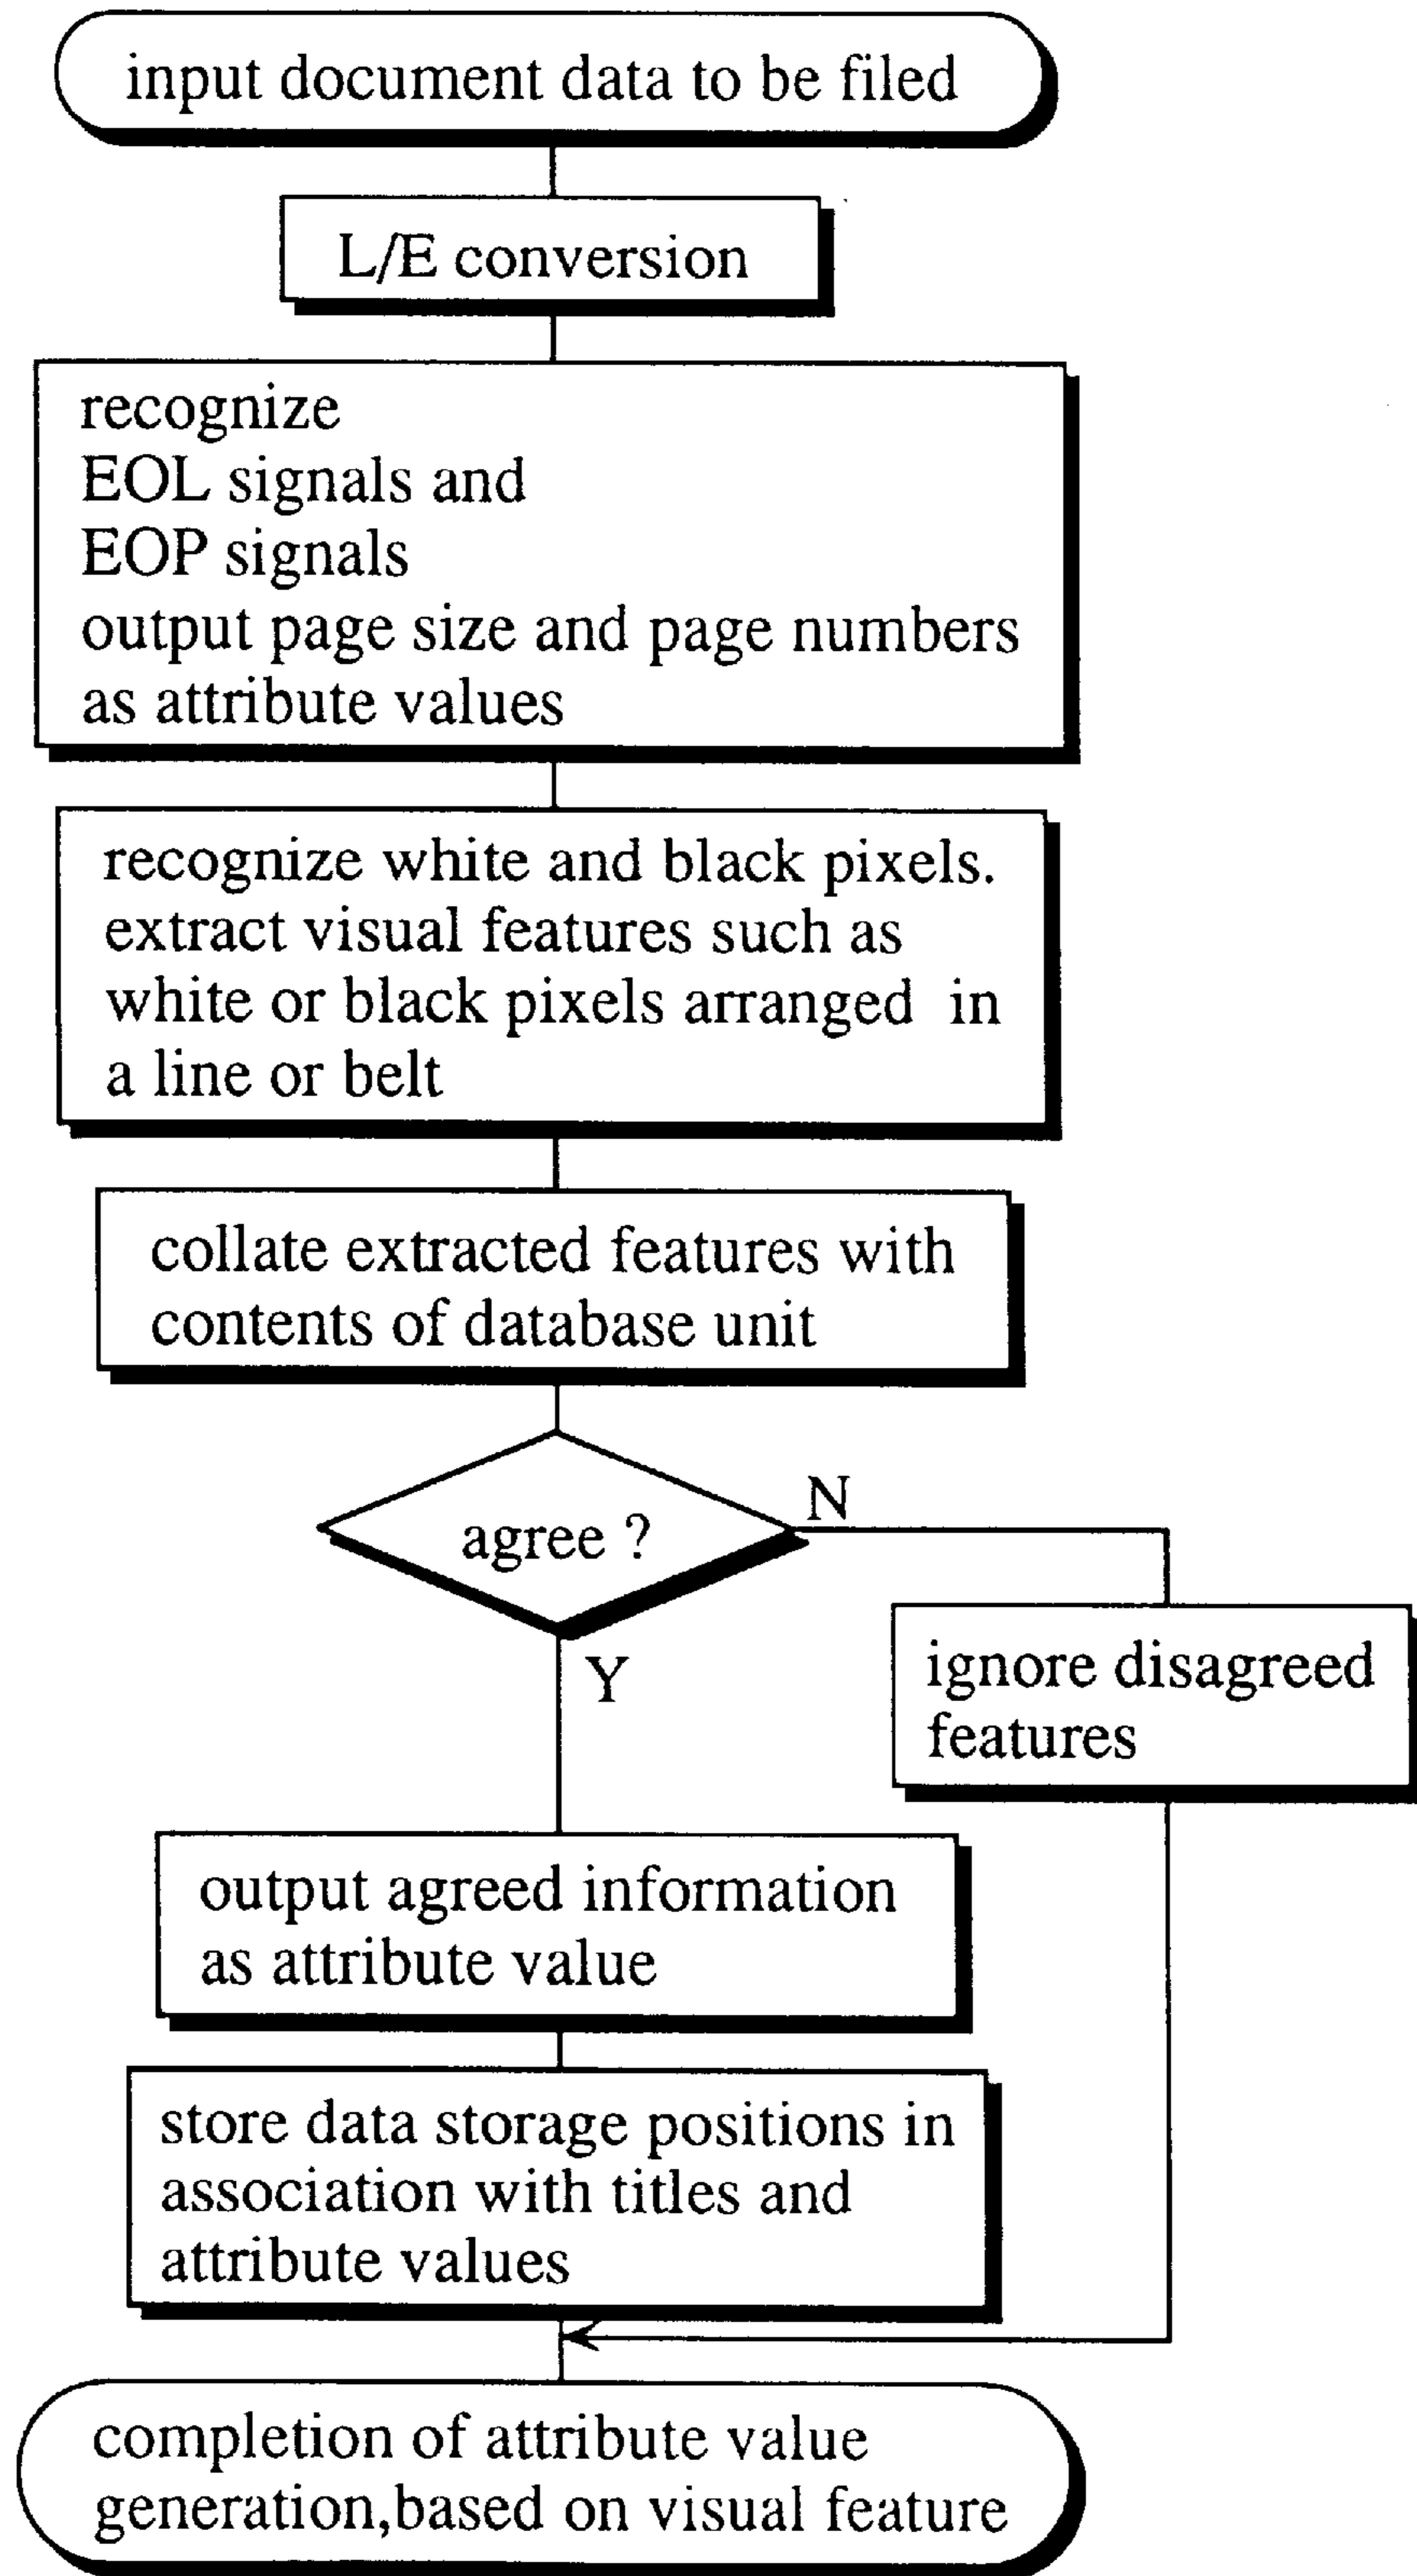 input document data to be filed
L/E conversion
recognize
EOL signals and
EOP signals
output page size and page numbers
as attribute values
recognize white and black pixels.
extract visual features such as
white or black pixels arranged in
a line or belt
collate extracted features with
contents of database unit
agree ?
N
Y
ignore disagreed
features
output agreed information
as attribute value
store data storage positions in
association with titles and
attribute values
completion of attribute value
generation,based on visual feature